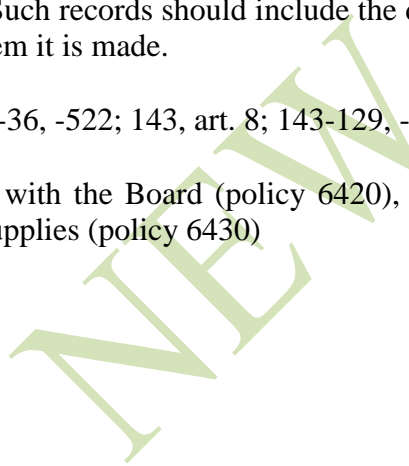 Such records should include the
em it is made.
-36, -522; 143, art. 8; 143-129, -
with the Board (policy 6420),
upplies (policy 6430)
NEW